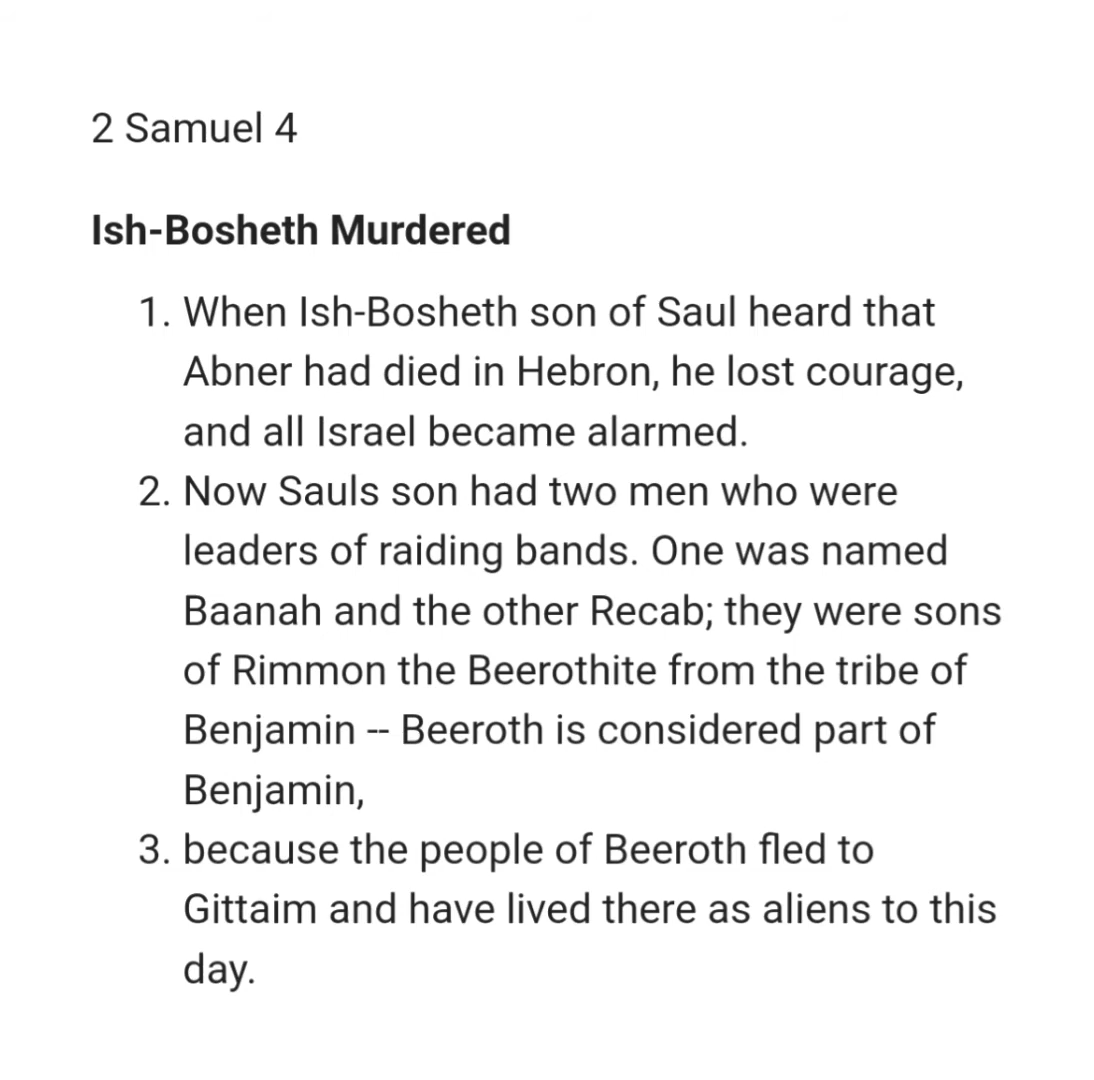 2 Samuel 4
Ish-Bosheth Murdered
1. When Ish-Bosheth son of Saul heard that
Abner had died in Hebron, he lost courage,
and all Israel became alarmed.
2. Now Sauls son had two men who were
leaders of raiding bands. One was named
Baanah and the other Recab; they were sons
of Rimmon the Beerothite from the tribe of
Benjamin -- Beeroth is considered part of
Benjamin,
3. because the people of Beeroth fled to
Gittaim and have lived there as aliens to this
day.